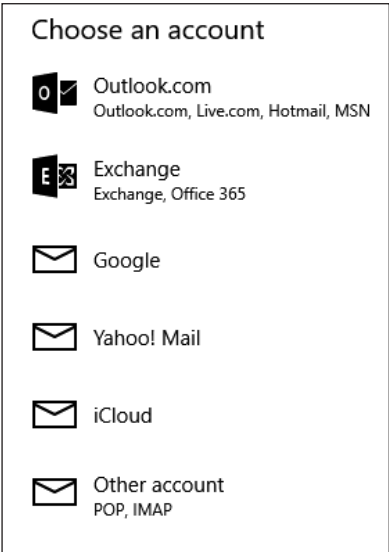 Choose an account
O
Outlook.com
Outlook.com, Live.com, Hotmail, MSN
E
Exchange
Exchange, Office 365
Google
Yahoo! Mail
iCloud
Other account
POP, IMAP